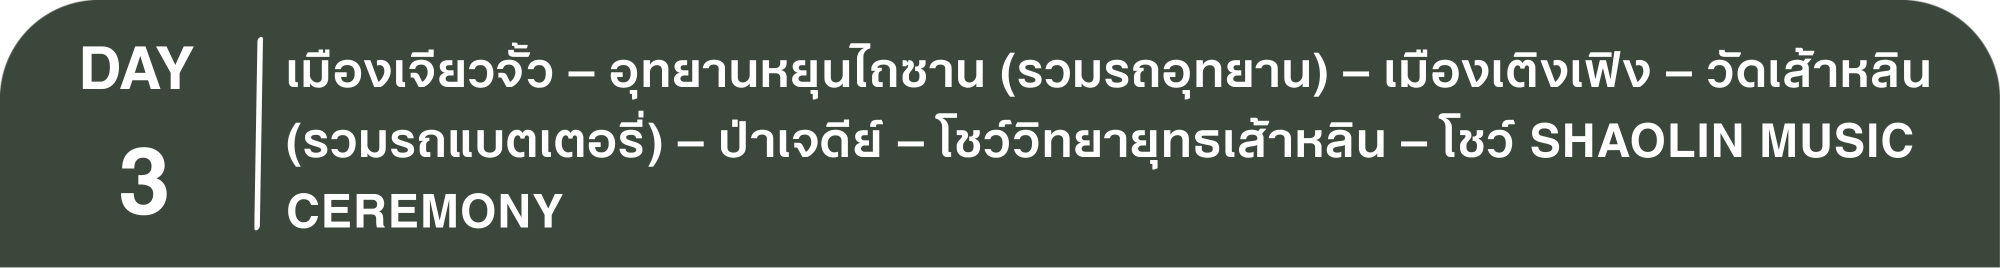 DAY
3
เมืองเจียวจั้ว – อุทยานหยุนไถซาน (รวมรถอุทยาน) – เมืองเติงเฟิง – วัดเส้าหลิน
(รวมรถแบตเตอรี่) – ป่าเจดีย์ – โชว์วิทยายุทธเส้าหลิน – โชว์ SHAOLIN MUSIC
CEREMONY